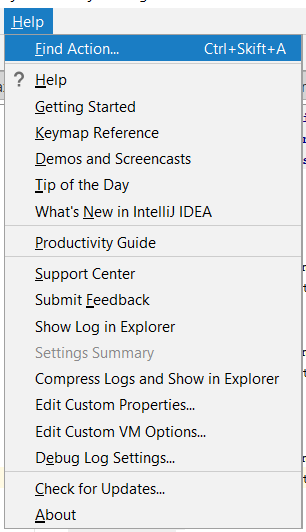 Help
Find Action... Ctrl+Skift+A
? Help
Getting Started
Keymap Reference
Demos and Screencasts
Tip of the Day
What's New in IntelliJ IDEA
Productivity Guide
Support Center
Submit Feedback
Show Log in Explorer
Settings Summary
Compress Logs and Show in Explorer
Edit Custom Properties...
Edit Custom VM Options...
Debug Log Settings...
Check for Updates...
About